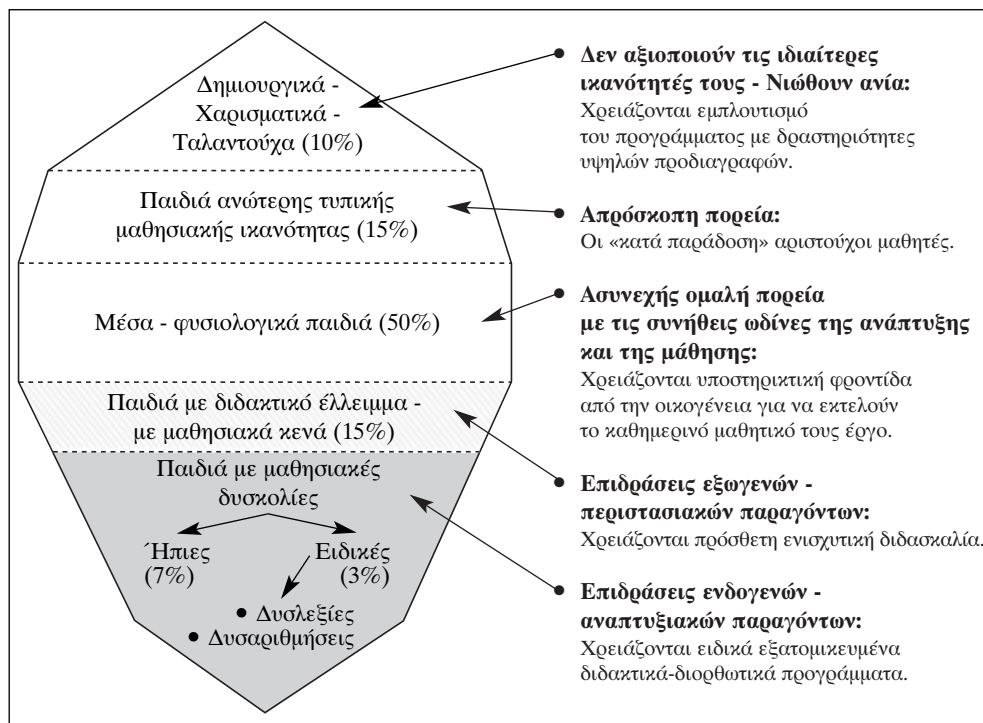 Δημιουργικά -
Χαρισματικά -
Ταλαντούχα (10%)
Παιδιά ανώτερης τυπικής
μαθησιακής ικανότητας (15%)
Μέσα - φυσιολογικά παιδιά (50%)
Παιδιά με διδακτικό έλλειμμα -
με μαθησιακά κενά (15%)
Παιδιά με μαθησιακές
δυσκολίες
Ήπιες
(7%)
Ειδικές
(3%)
• Δυσλεξίες
• Δυσαριθμήσεις
• Δεν αξιοποιούν τις ιδιαίτερες
ικανότητές τους - Νιώθουν ανία:
Χρειάζονται εμπλουτισμό
του προγράμματος με δραστηριότητες
υψηλών προδιαγραφών.
• Απρόσκοπη πορεία:
Οι «κατά παράδοση» αριστούχοι μαθητές.
• Ασυνεχής ομαλή πορεία
με τις συνήθεις ωδίνες της ανάπτυξης
και της μάθησης:
Χρειάζονται υποστηρικτική φροντίδα
από την οικογένεια για να εκτελούν
το καθημερινό μαθητικό τους έργο.
• Επιδράσεις εξωγενών -
περιστασιακών παραγόντων:
Χρειάζονται πρόσθετη ενισχυτική διδασκαλία.
• Επιδράσεις ενδογενών -
αναπτυξιακών παραγόντων:
Χρειάζονται ειδικά εξατομικευμένα
διδακτικά-διορθωτικά προγράμματα.